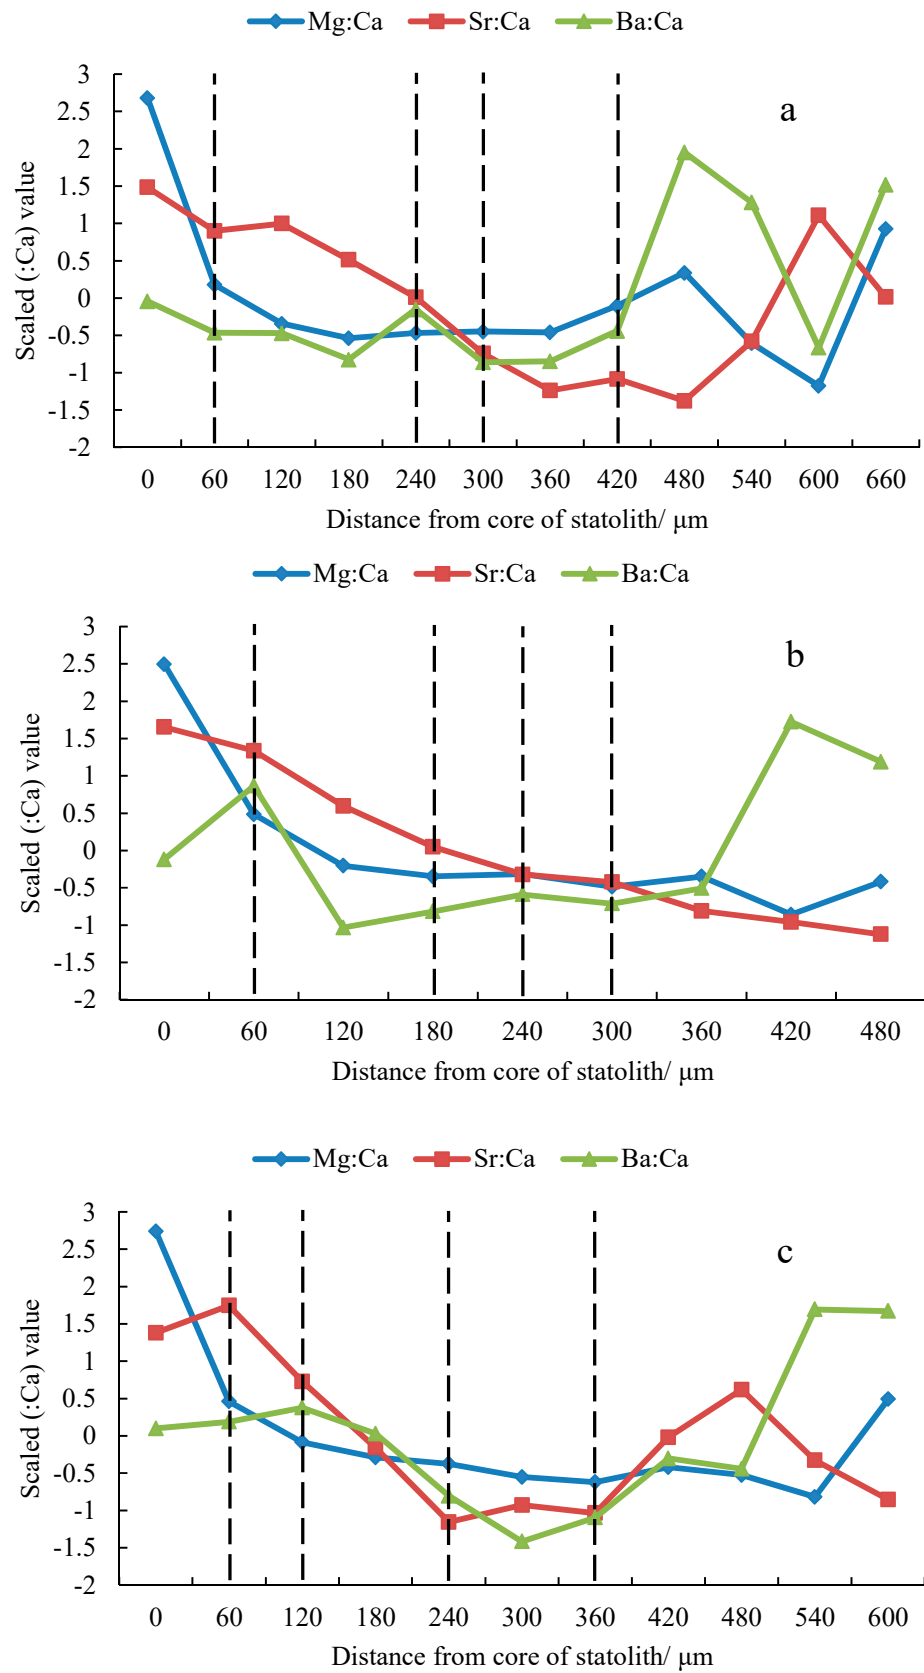 Mg:Ca Sr:Ca Ba:Ca
a
3
2.5
2
1.5
1
0.5
0
-0.5
-1
-1.5
-2
Scaled (:Ca) value
0 60 120 180 240 300 360 420 480 540 600 660
Distance from core of statolith/ μm
Mg:Ca Sr:Ca Ba:Ca
b
3
2.5
2
1.5
1
0.5
0
-0.5
-1
-1.5
-2
Scaled (:Ca) value
0 60 120 180 240 300 360 420 480
Distance from core of statolith/ μm
Mg:Ca Sr:Ca Ba:Ca
c
3
2.5
2
1.5
1
0.5
0
-0.5
-1
-1.5
-2
Scaled (:Ca) value
0 60 120 180 240 300 360 420 480 540 600
Distance from core of statolith/ μm